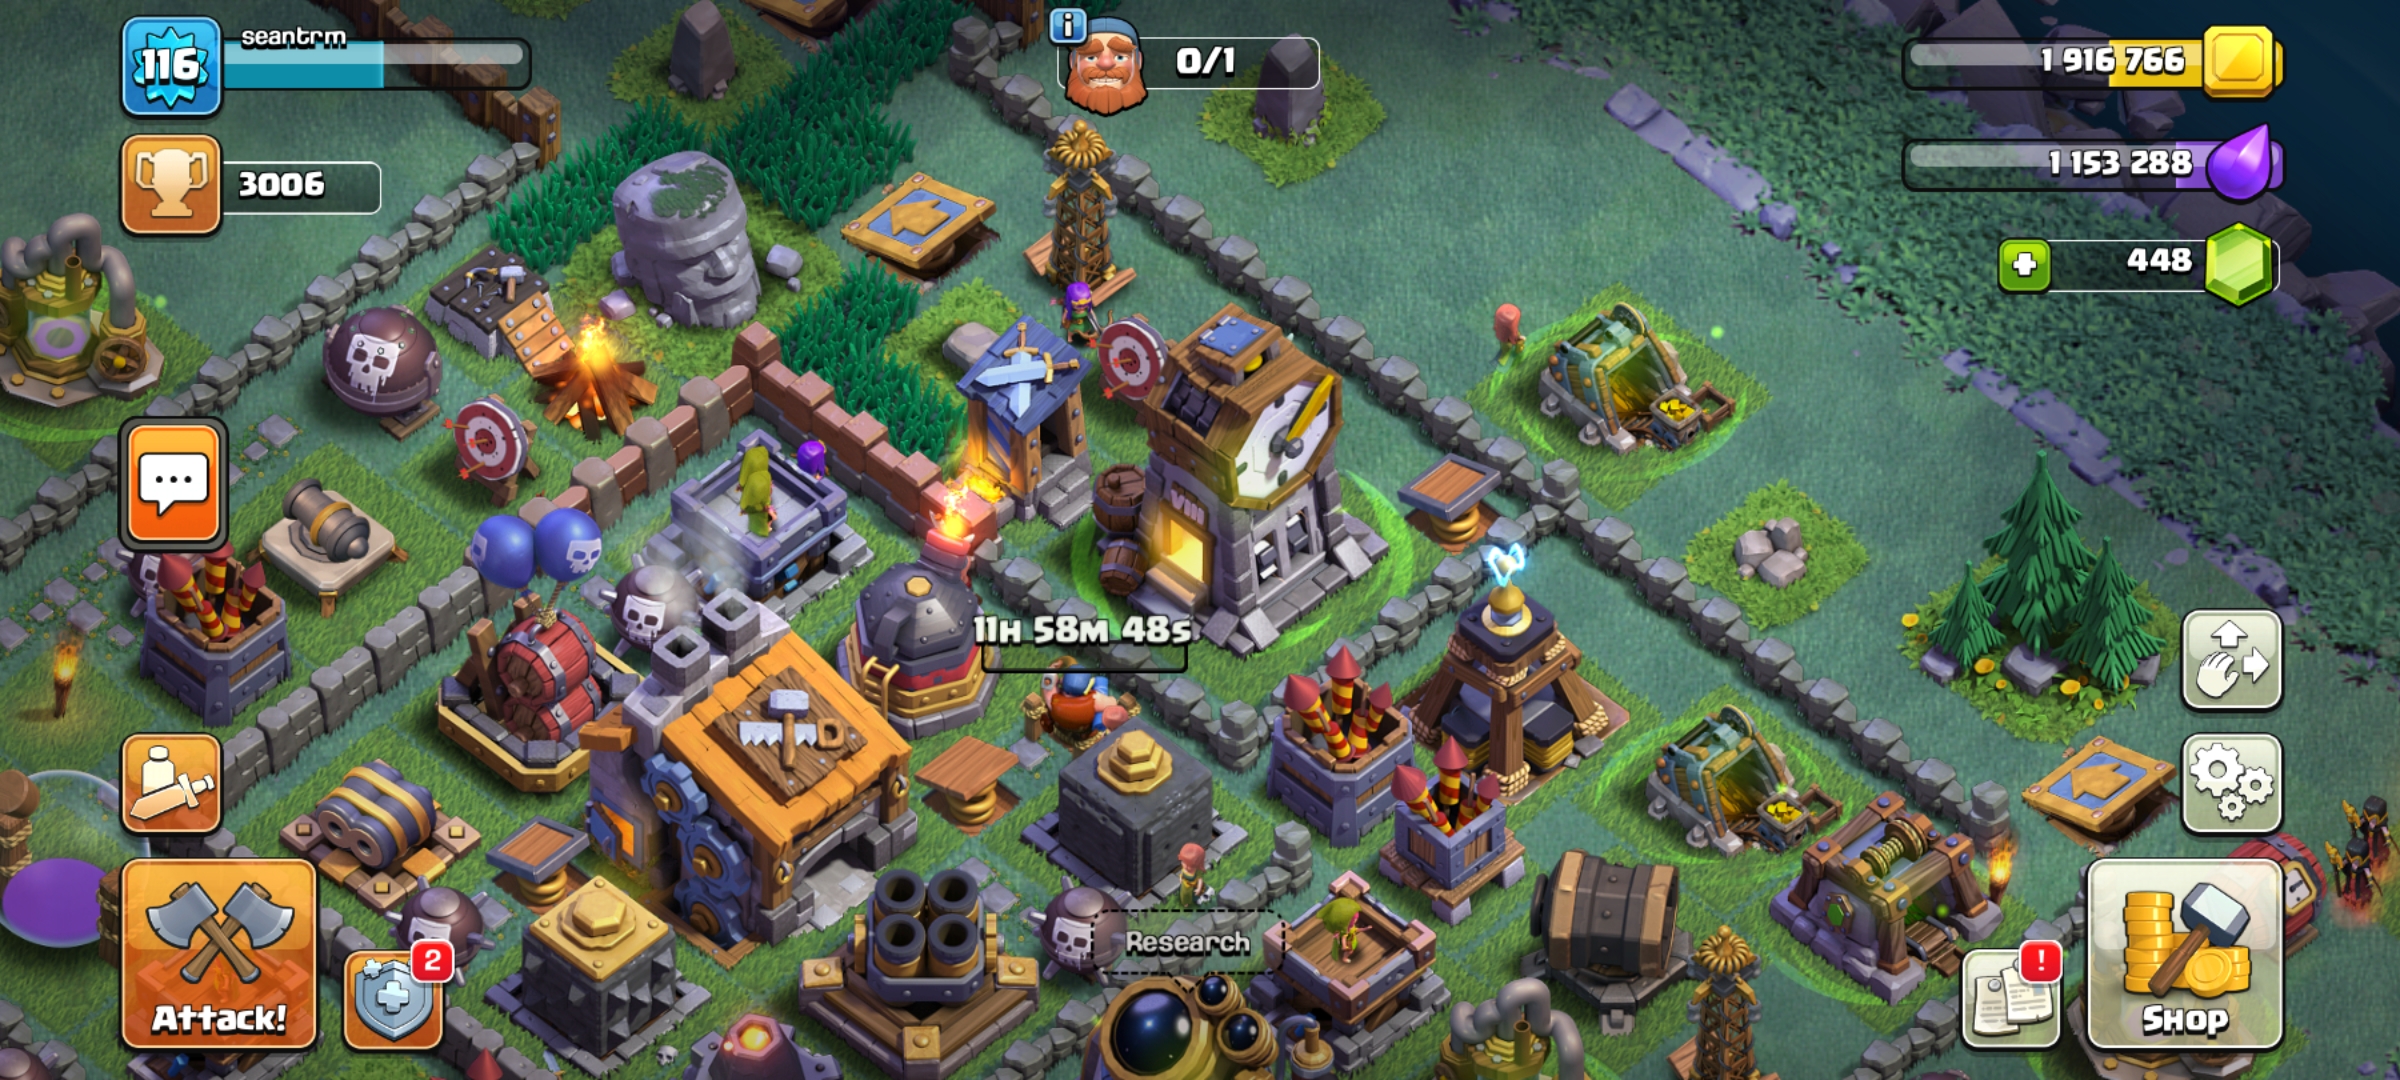 116
seantrm
i
0/1
1 916 766
1 153 288
3006
448
VIII
11H 58M 48S
Research
Attack!
2
!
Shop